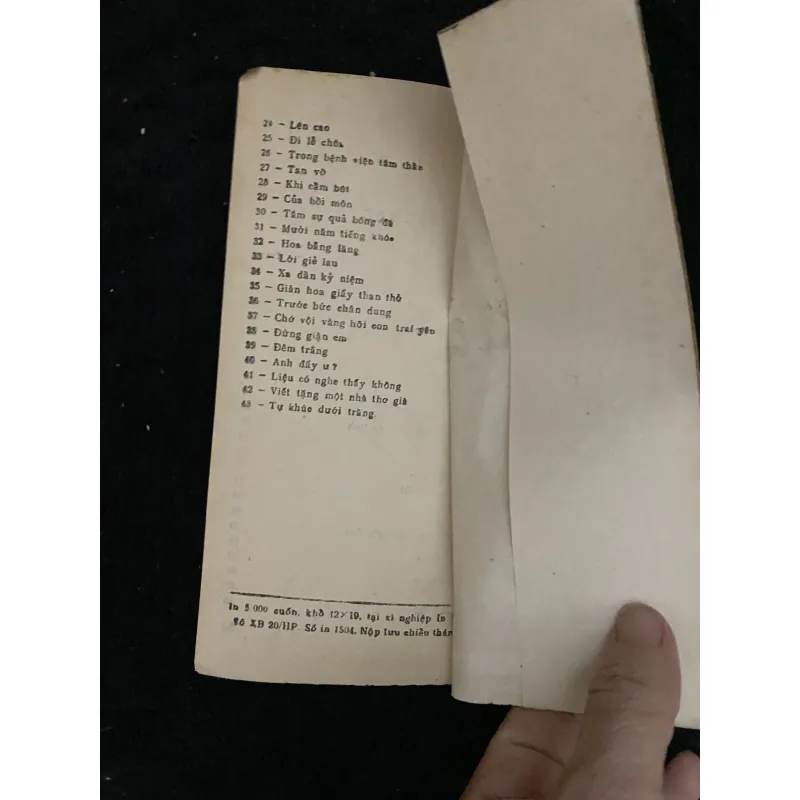 24 - Lên cao
25 - Đi lễ chùa
26 - Trong bệnh viện tâm thần
27 - Tan vỡ
28 - Khi cầm bút
29 - Của hồi môn
30 - Tâm sự quả bóng đá
31 - Mười năm tiếng khóc
32 - Hoa bằng lăng
33 - Lời giẻ lau
34 - Xa dần kỷ niệm
35 - Giàn hoa giấy than thở
36 - Trước bức chân dung
37 - Chớ vội vàng hỡi con trai yêu
38 - Đừng giận em
39 - Đêm trắng
40 - Anh đấy ư?
41 - Liệu có nghe thấy không
42 - Viết tặng một nhà thơ già
43 - Tự khúc dưới trăng.
In 5 000 cuốn, khổ 12×19, tại xí nghiệp In
Số XB 20/HP. Số in 1504. Nộp lưu chiểu